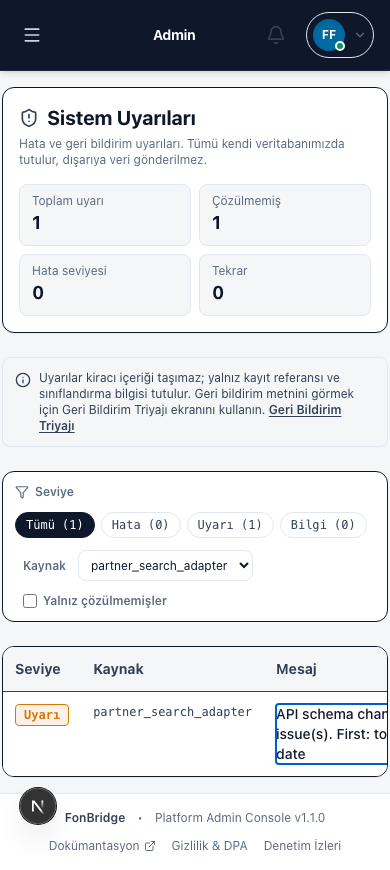 Admin
FF
Sistem Uyarıları
Hata ve geri bildirim uyarıları. Tümü kendi veritabanımızda
tutulur, dışarıya veri gönderilmez.
Toplam uyarı
1
Çözülmemiş
1
Hata seviyesi
0
Tekrar
0
Uyarılar kiracı içeriği taşımaz; yalnız kayıt referansı ve
sınıflandırma bilgisi tutulur. Geri bildirim metnini görmek
için Geri Bildirim Triyajı ekranını kullanın. Geri Bildirim
Triyajı
Seviye
Tümü (1) Hata (0) Uyarı (1) Bilgi (0)
Kaynak partner_search_adapter
Yalnız çözülmemişler
Seviye Kaynak Mesaj
Uyarı partner_search_adapter API schema chan
issue(s). First: to
date
N
FonBridge • Platform Admin Console v1.1.0
Dokümantasyon Gizlilik & DPA Denetim İzleri